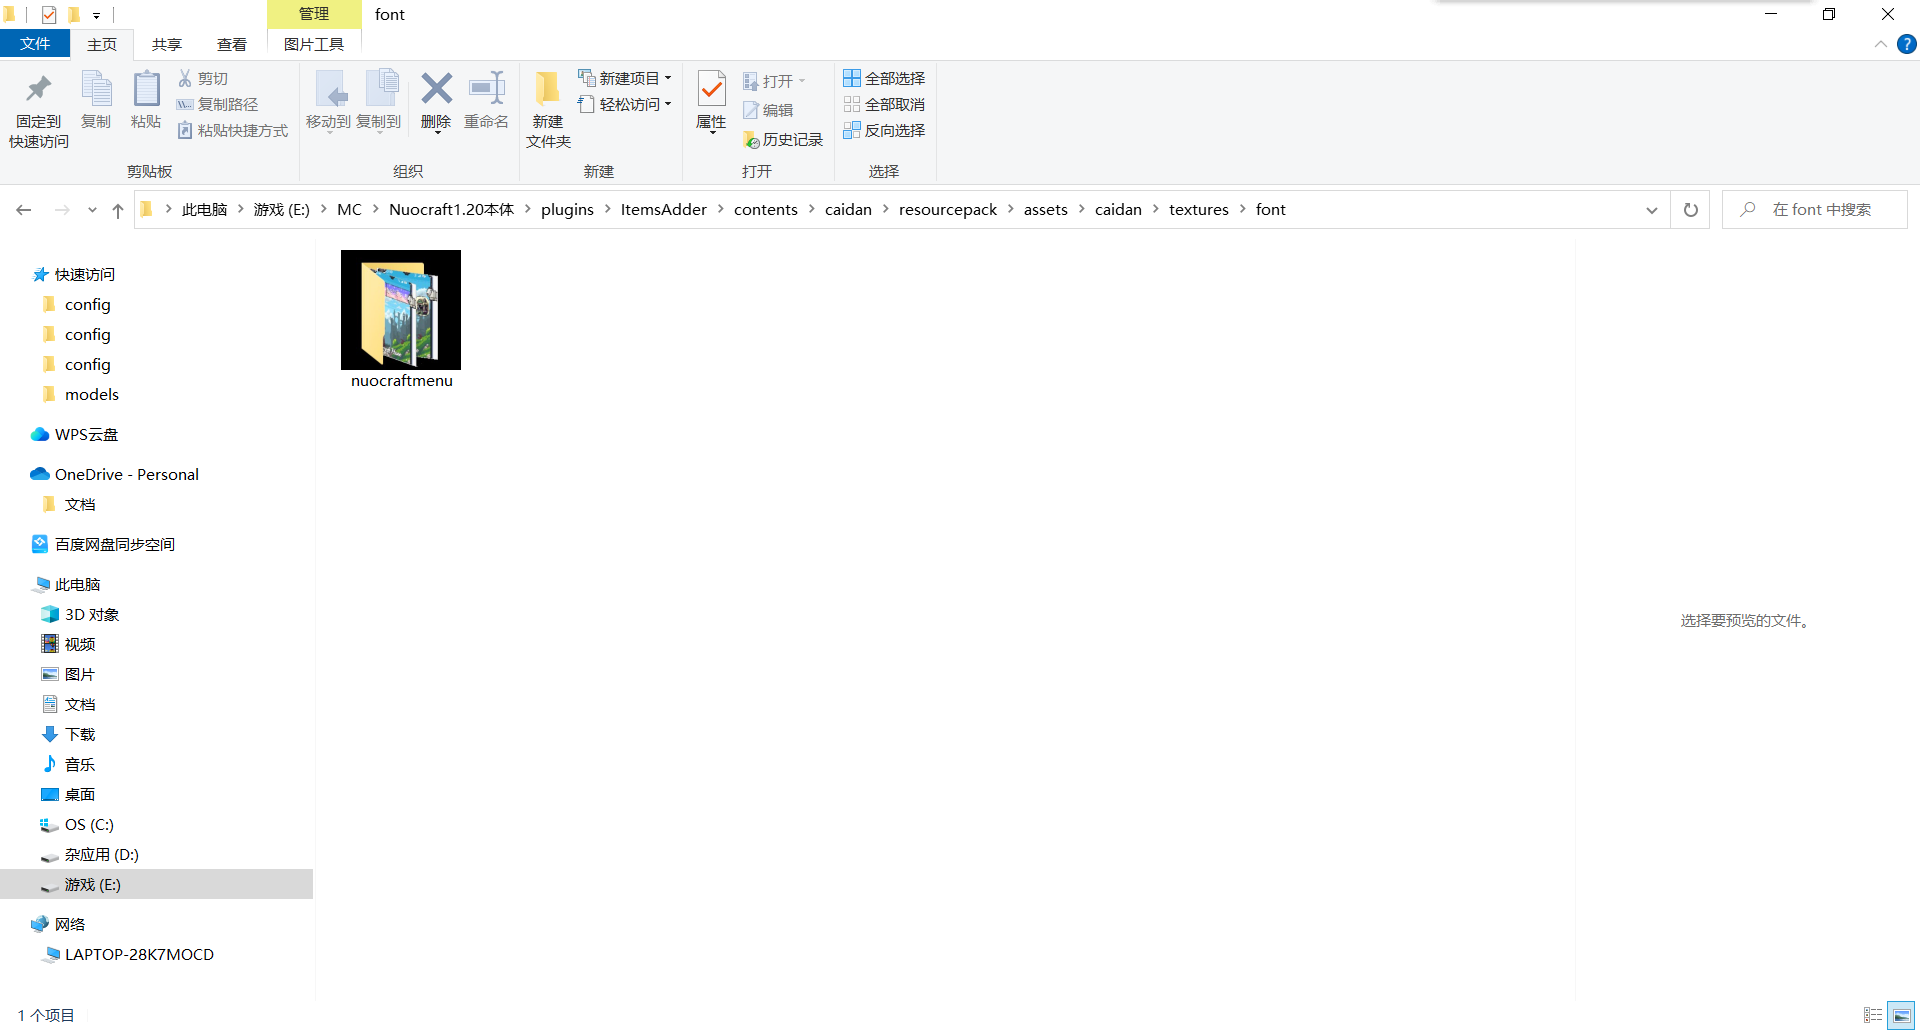 管理
font
文件
主页
共享
查看
图片工具
固定到
快速访问
复制
粘贴
剪切
复制路径
粘贴快捷方式
剪贴板
移动到
复制到
删除
重命名
组织
新建
文件夹
新建项目
轻松访问
新建
属性
打开
编辑
历史记录
打开
全部选择
全部取消
反向选择
选择
此电脑 > 游戏 (E:) > MC > Nuocraft1.20本体 > plugins > ItemsAdder > contents > caidan > resourcepack > assets > caidan > textures > font
在 font 中搜索
快速访问
config
config
config
models
WPS云盘
OneDrive - Personal
文档
百度网盘同步空间
此电脑
3D 对象
视频
图片
文档
下载
音乐
桌面
OS (C:)
杂应用 (D:)
游戏 (E:)
网络
LAPTOP-28K7MOCD
nuocraftmenu
选择要预览的文件。
1 个项目